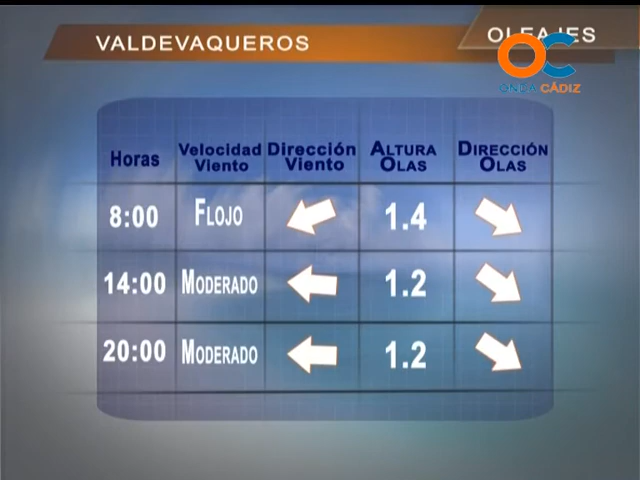 VALDEVAQUEROS
OLEAJES
OC
ONDA CÁDIZ
Horas
Velocidad Viento
Dirección Viento
ALTURA OLAS
DIRECCIÓN OLAS
8:00 FLOJO 1.4
14:00 MODERADO 1.2
20:00 MODERADO 1.2